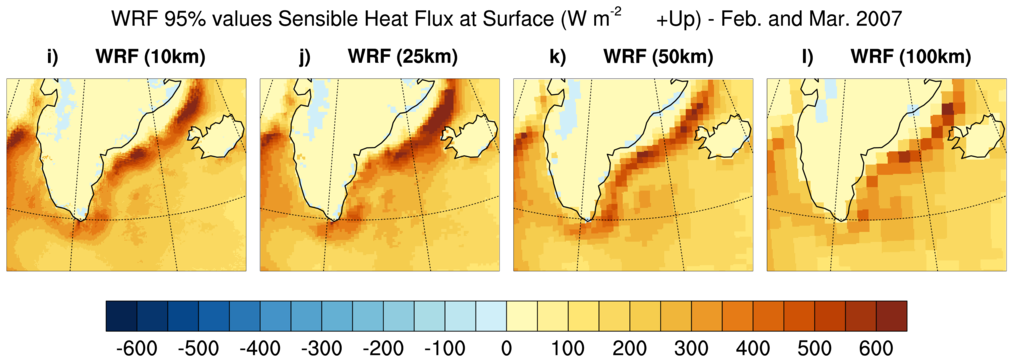 WRF 95% values Sensible Heat Flux at Surface (W m-2 +Up) - Feb. and Mar. 2007
i) WRF (10km) j) WRF (25km) k) WRF (50km) l) WRF (100km)
-600 -500 -400 -300 -200 -100 0 100 200 300 400 500 600